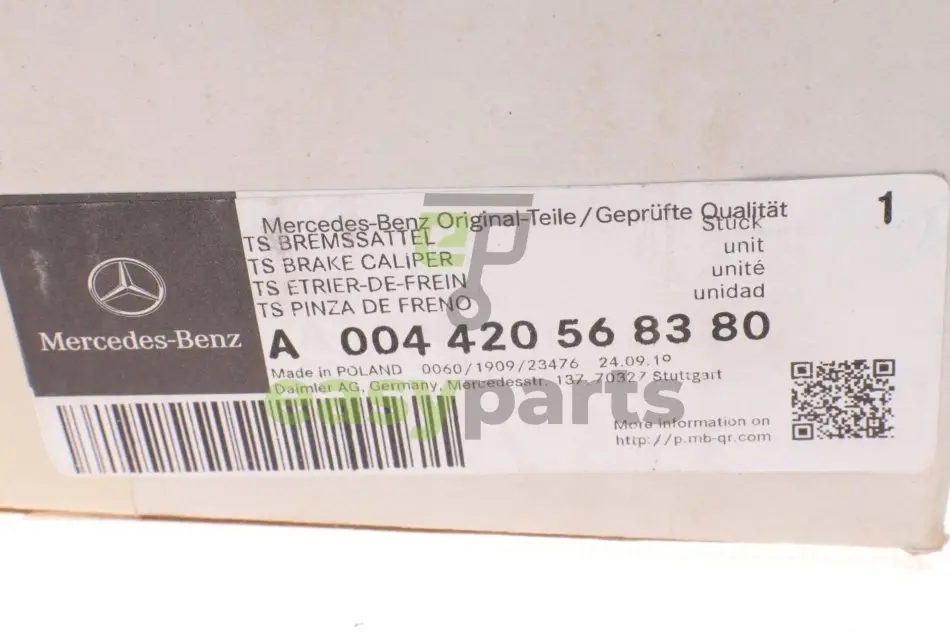 Mercedes-Benz Original-Teile/Geprüfte Qualität 1
TS BREMSSATTEL Stück
TS BRAKE CALIPER unit
TS ETRIER-DE-FREIN unité
TS PINZA DE FRENO unidad
Mercedes-Benz
A 004 420 56 83 80
Made in POLAND 0060/1909/23476 24.09.19
Daimler AG, Germany, Mercedesstr. 137, 70327 Stuttgart
easyparts
More information on
http://p.mb-qr.com